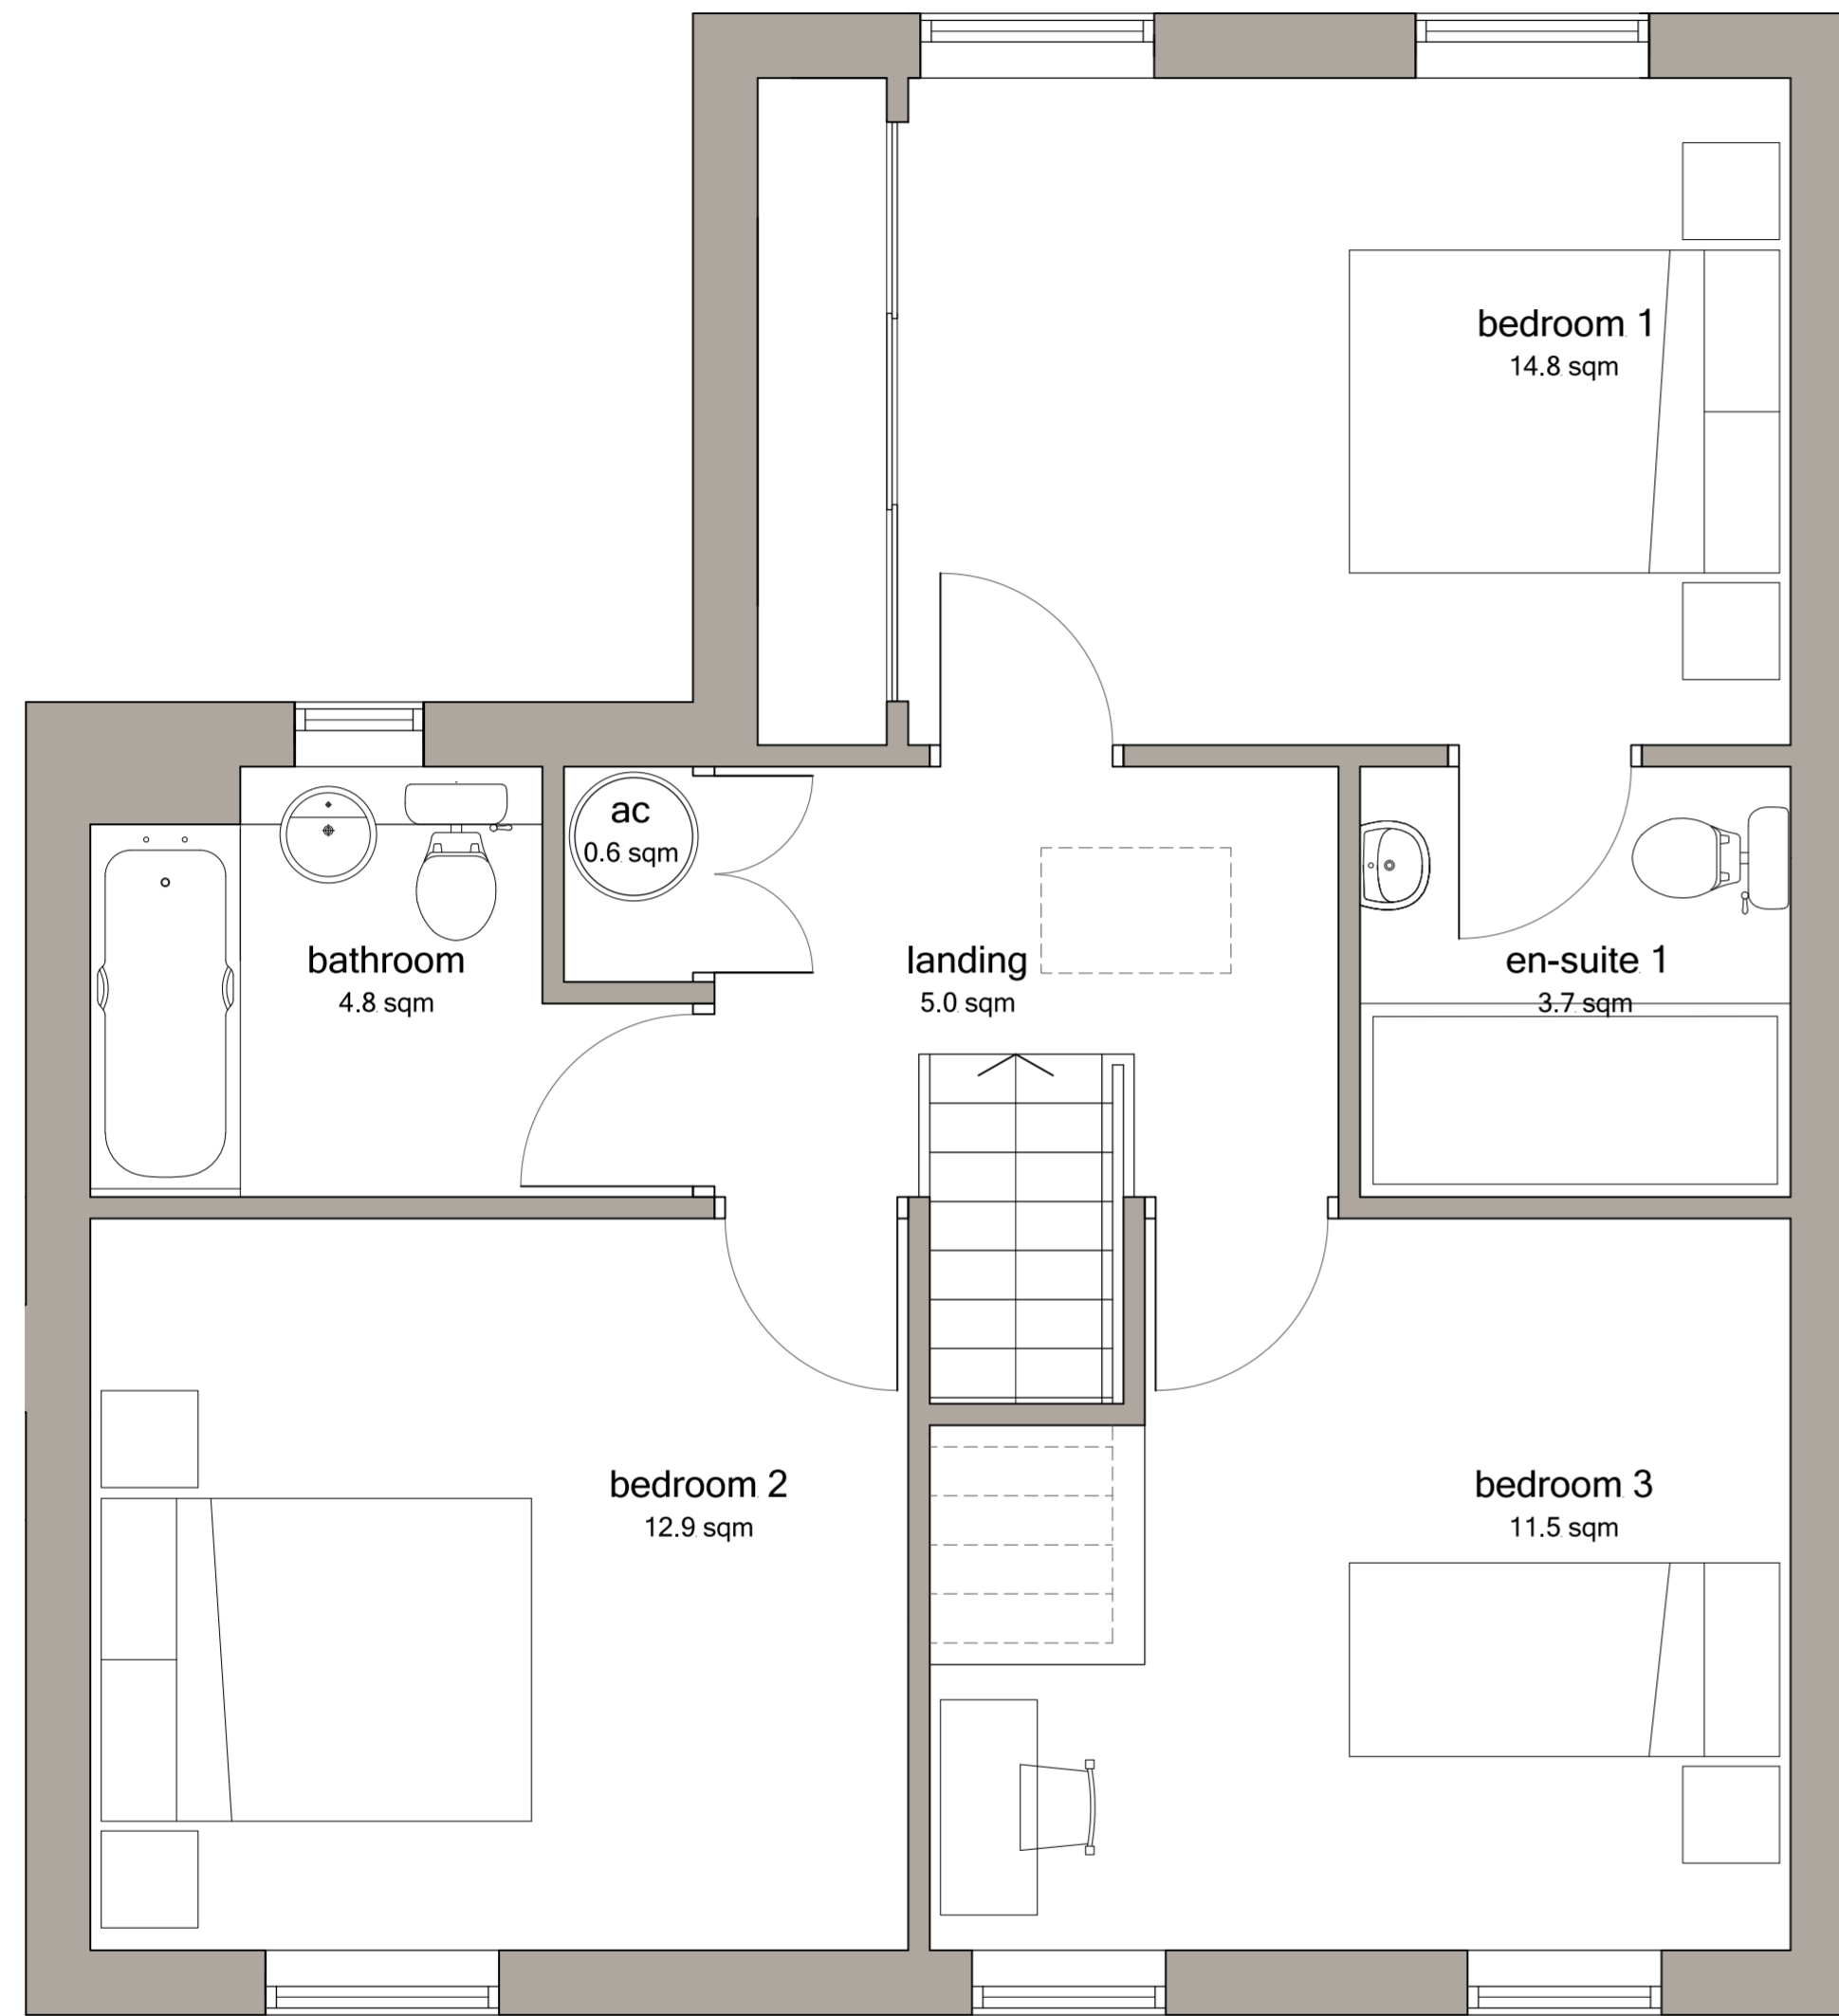 bedroom 1
14.8 sqm
ac
0.6 sqm
bathroom
4.8 sqm
landing
5.0 sqm
en-suite 1
3.7 sqm
bedroom 2
12.9 sqm
bedroom 3
11.5 sqm